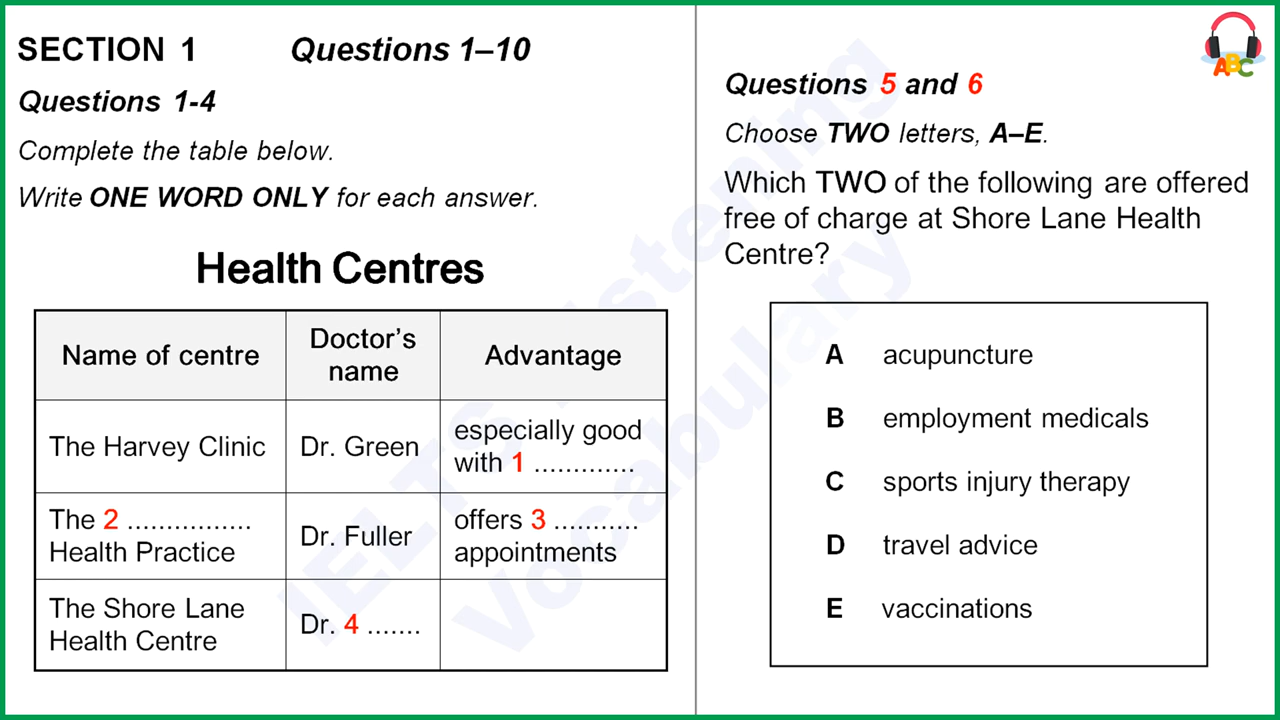 SECTION 1 Questions 1–10
Questions 1-4
Complete the table below.
Write ONE WORD ONLY for each answer.
Health Centres
Name of centre
Doctor's
name
Advantage
The Harvey Clinic
Dr. Green
especially good
with 1 .............
The 2 ................
Health Practice
Dr. Fuller
offers 3 ...........
appointments
The Shore Lane
Health Centre
Dr. 4 .......
ABC
Questions 5 and 6
Choose TWO letters, A–E.
Which TWO of the following are offered
free of charge at Shore Lane Health
Centre?
A acupuncture
B employment medicals
C sports injury therapy
D travel advice
E vaccinations
IELTS Listening
Vocabulary